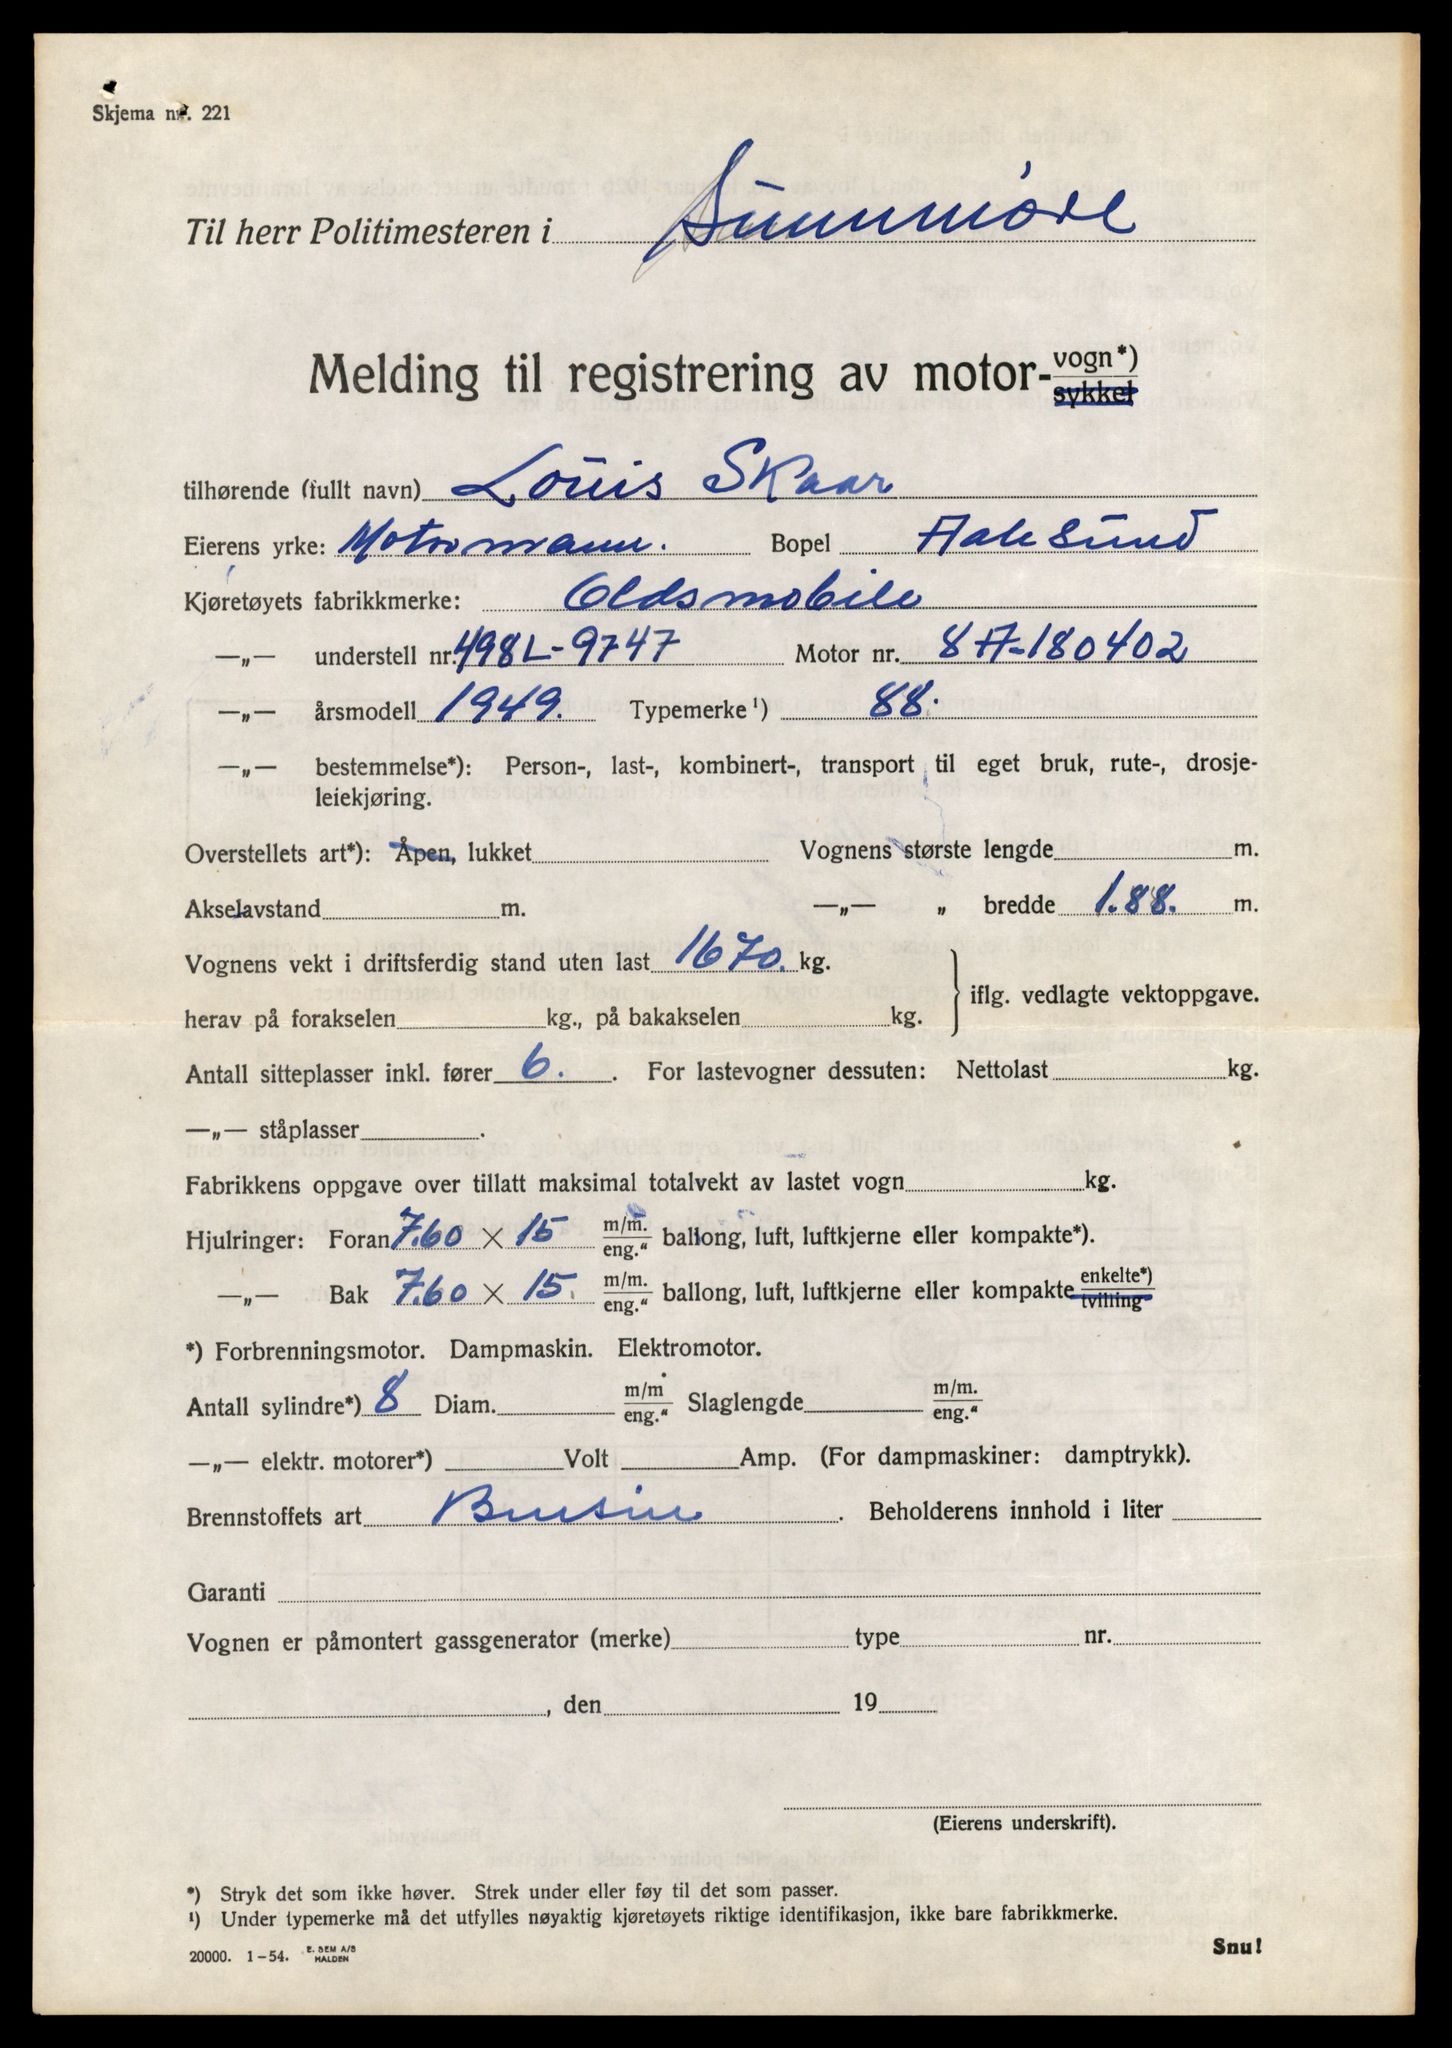 Skjema nr. 221
Til herr Politimesteren i Sunnmöre
Melding til registrering av motor- vogn*)
sykkel
tilhørende (fullt navn) Louis Skaar
Eierens yrke: Motormann. Bopel Aalesund
Kjøretøyets fabrikkmerke: Oldsmobile
—„— understell nr. 498L-9747 Motor nr. 8A-180402
—„— årsmodell 1949. Typemerke ¹) 88.
—„— bestemmelse*): Person-, last-, kombinert-, transport til eget bruk, rute-, drosje-
leiekjøring.
Overstellets art*): Åpen, lukket Vognens største lengde m.
Akselavstand m. —„— „ bredde 1.88. m.
Vognens vekt i driftsferdig stand uten last 1670. kg.
iflg. vedlagte vektoppgave.
herav på forakselen kg., på bakakselen kg.
Antall sitteplasser inkl. fører 6. . For lastevogner dessuten: Nettolast kg.
—„— ståplasser .
Fabrikkens oppgave over tillatt maksimal totalvekt av lastet vogn kg.
Hjulringer: Foran 7.60 × 15 m/m. eng.“ ballong, luft, luftkjerne eller kompakte*).
—„— Bak 7.60 × 15. m/m. eng.“ ballong, luft, luftkjerne eller kompakte enkelte*) tvilling
*) Forbrenningsmotor. Dampmaskin. Elektromotor.
Antall sylindre*) 8 Diam. m/m eng.“ Slaglengde m/m. eng.“
—„— elektr. motorer*) Volt Amp. (For dampmaskiner: damptrykk).
Brennstoffets art Bensin . Beholderens innhold i liter
Garanti
Vognen er påmontert gassgenerator (merke) type nr.
, den 19
(Eierens underskrift).
*) Stryk det som ikke høver. Strek under eller føy til det som passer.
¹) Under typemerke må det utfylles nøyaktig kjøretøyets riktige identifikasjon, ikke bare fabrikkmerke.
20000. 1-54. E. SEM A/S HALDEN
Snu!